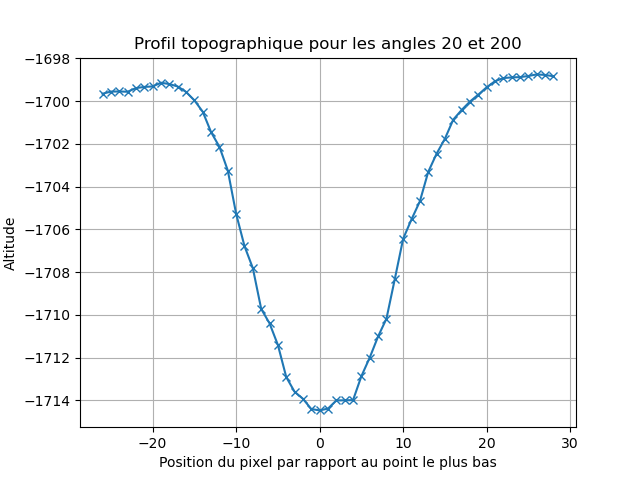 Profil topographique pour les angles 20 et 200
−1698
−1700
−1702
−1704
−1706
−1708
−1710
−1712
−1714
Altitude
−20 −10 0 10 20 30
Position du pixel par rapport au point le plus bas